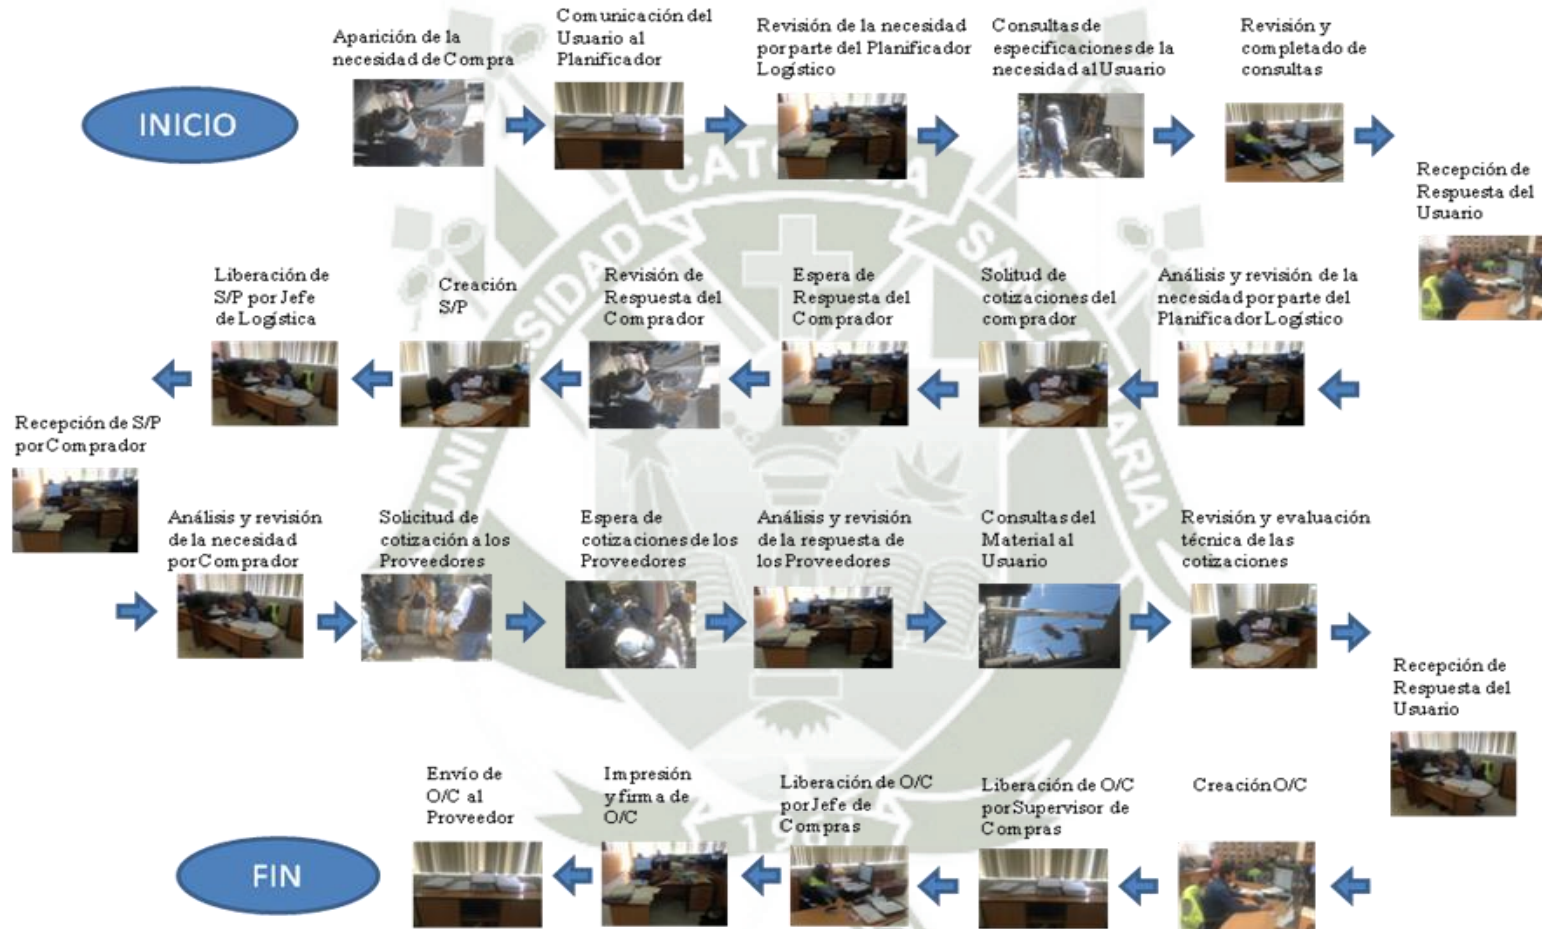 INICIO
Aparición de la
necesidad de Compra
Comunicación del
Usuario al
Planificador
Revisión de la necesidad
por parte del Planificador
Logístico
Consultas de
especificaciones de la
necesidad al Usuario
Revisión y
completado de
consultas
Recepción de
Respuesta del
Usuario
Análisis y revisión de la
necesidad por parte del
Planificador Logístico
Solitud de
cotizaciones del
comprador
Espera de
Respuesta del
Comprador
Revisión de
Respuesta del
Comprador
Creación
S/P
Liberación de
S/P por Jefe
de Logística
Recepción de S/P
por Comprador
Análisis y revisión
de la necesidad
por Comprador
Solicitud de
cotización a los
Proveedores
Espera de
cotizaciones de los
Proveedores
Análisis y revisión
de la respuesta de
los Proveedores
Consultas del
Material al
Usuario
Revisión y evaluación
técnica de las
cotizaciones
Recepción de
Respuesta del
Usuario
Creación O/C
Liberación de O/C
por Supervisor de
Compras
Liberación de O/C
por Jefe de
Compras
Impresión
y firma de
O/C
Envío de
O/C al
Proveedor
FIN
UNIVERSIDAD CATÓLICA SANTA MARIA